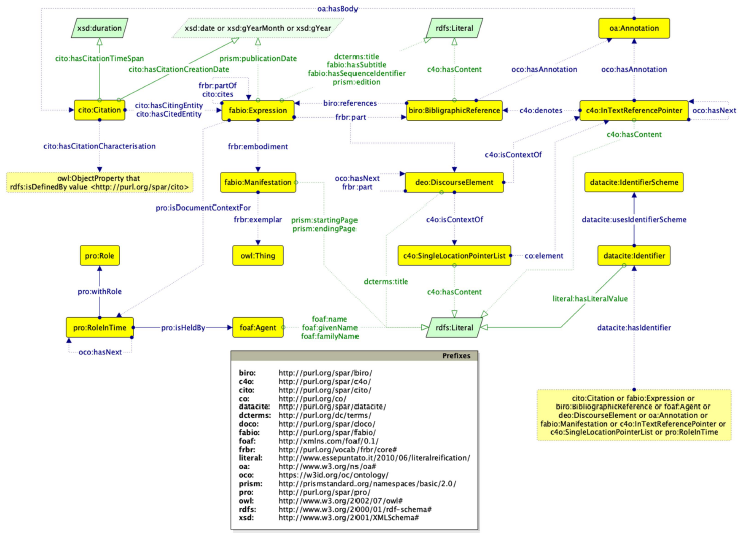 oa:hasBody
xsd:duration
xsd:date or xsd:gYearMonth or xsd:gYear
rdfs:Literal
oa:Annotation
cito:hasCitationTimeSpan
cito:hasCitationCreationDate
prism:publicationDate
dcterms:title
fabio:hasSubtitle
fabio:hasSequenceIdentifier
prism:edition
c4o:hasContent
oco:hasAnnotation
oco:hasAnnotation
frbr:partOf
cito:cites
cito:Citation
cito:hasCitingEntity
cito:hasCitedEntity
fabio:Expression
biro:references
frbr:part
biro:BibligraphicReference
c4o:denotes
c4o:InTextReferencePointer
oco:hasNext
c4o:hasContent
cito:hasCitationCharacterisation
frbr:embodiment
c4o:isContextOf
owl:ObjectProperty that
rdfs:isDefinedBy value <http://purl.org/spar/cito>
fabio:Manifestation
oco:hasNext
frbr:part
deo:DiscourseElement
datacite:IdentifierScheme
pro:isDocumentContextFor
frbr:exemplar
prism:startingPage
prism:endingPage
c4o:isContextOf
datacite:usesIdentifierScheme
pro:Role
owl:Thing
c4o:SingleLocationPointerList
co:element
datacite:Identifier
dcterms:title
pro:withRole
c4o:hasContent
literal:hasLiteralValue
pro:RoleInTime
pro:isHeldBy
foaf:Agent
foaf:name
foaf:givenName
foaf:familyName
rdfs:Literal
datacite:hasIdentifier
oco:hasNext
Prefixes
biro: http://purl.org/spar/biro/
c4o: http://purl.org/spar/c4o/
cito: http://purl.org/spar/cito/
co: http://purl.org/co/
datacite: http://purl.org/spar/datacite/
dcterms: http://purl.org/dc/terms/
doco: http://purl.org/spar/doco/
fabio: http://purl.org/spar/fabio/
foaf: http://xmlns.com/foaf/0.1/
frbr: http://purl.org/vocab/frbr/core#
literal: http://www.essepuntato.it/2010/06/literalreification/
oa: http://www.w3.org/ns/oa#
oco: https://w3id.org/oc/ontology/
prism: http://prismstandard.org/namespaces/basic/2.0/
pro: http://purl.org/spar/pro/
owl: http://www.w3.org/2002/07/owl#
rdfs: http://www.w3.org/2000/01/rdf-schema#
xsd: http://www.w3.org/2001/XMLSchema#
cito:Citation or fabio:Expression or
biro:BibliographicReference or foaf:Agent or
deo:DiscourseElement or oa:Annotation or
fabio:Manifestation or c4o:InTextReferencePointer or
c4o:SingleLocationPointerList or pro:RoleInTime